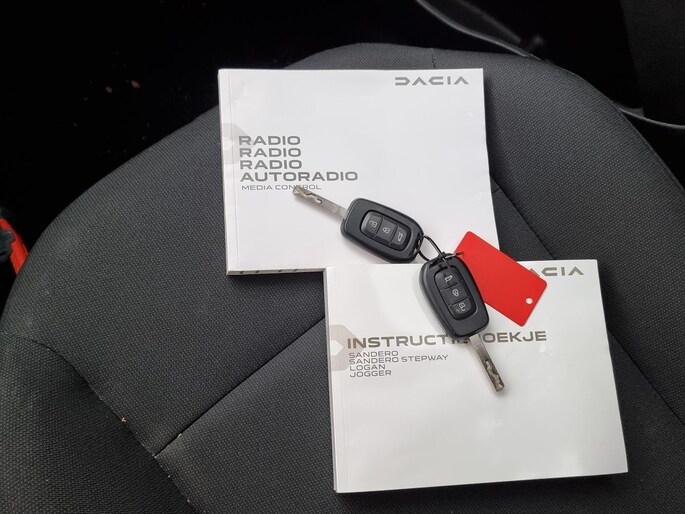 DACIA
RADIO
RADIO
RADIO
AUTORADIO
MEDIA CONTROL
ACIA
INSTRUCTI OEKJE
SANDERO
SANDERO STEPWAY
LOGAN
JOGGER